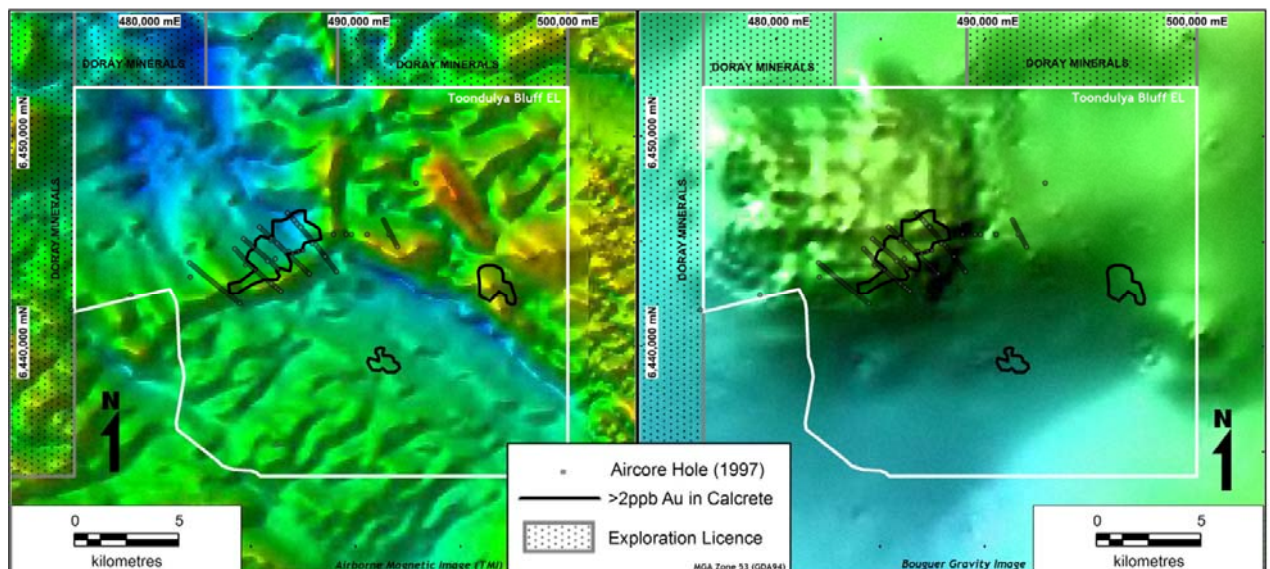 480,000 mE
490,000 mE
500,000 mE
DORAY MINERALS
DORAY MINERALS
Toondulya Bluff EL
6,450,000 mN
DORAY MINERALS
6,440,000 mN
N
0 5
kilometres
Airborne Magnetic Image (TMI)
480,000 mE
490,000 mE
500,000 mE
DORAY MINERALS
DORAY MINERALS
Toondulya Bluff EL
6,450,000 mN
DORAY MINERALS
6,440,000 mN
N
0 5
kilometres
Bouguer Gravity Image
Aircore Hole (1997)
>2ppb Au in Calcrete
Exploration Licence
MGA Zone 53 (GDA94)